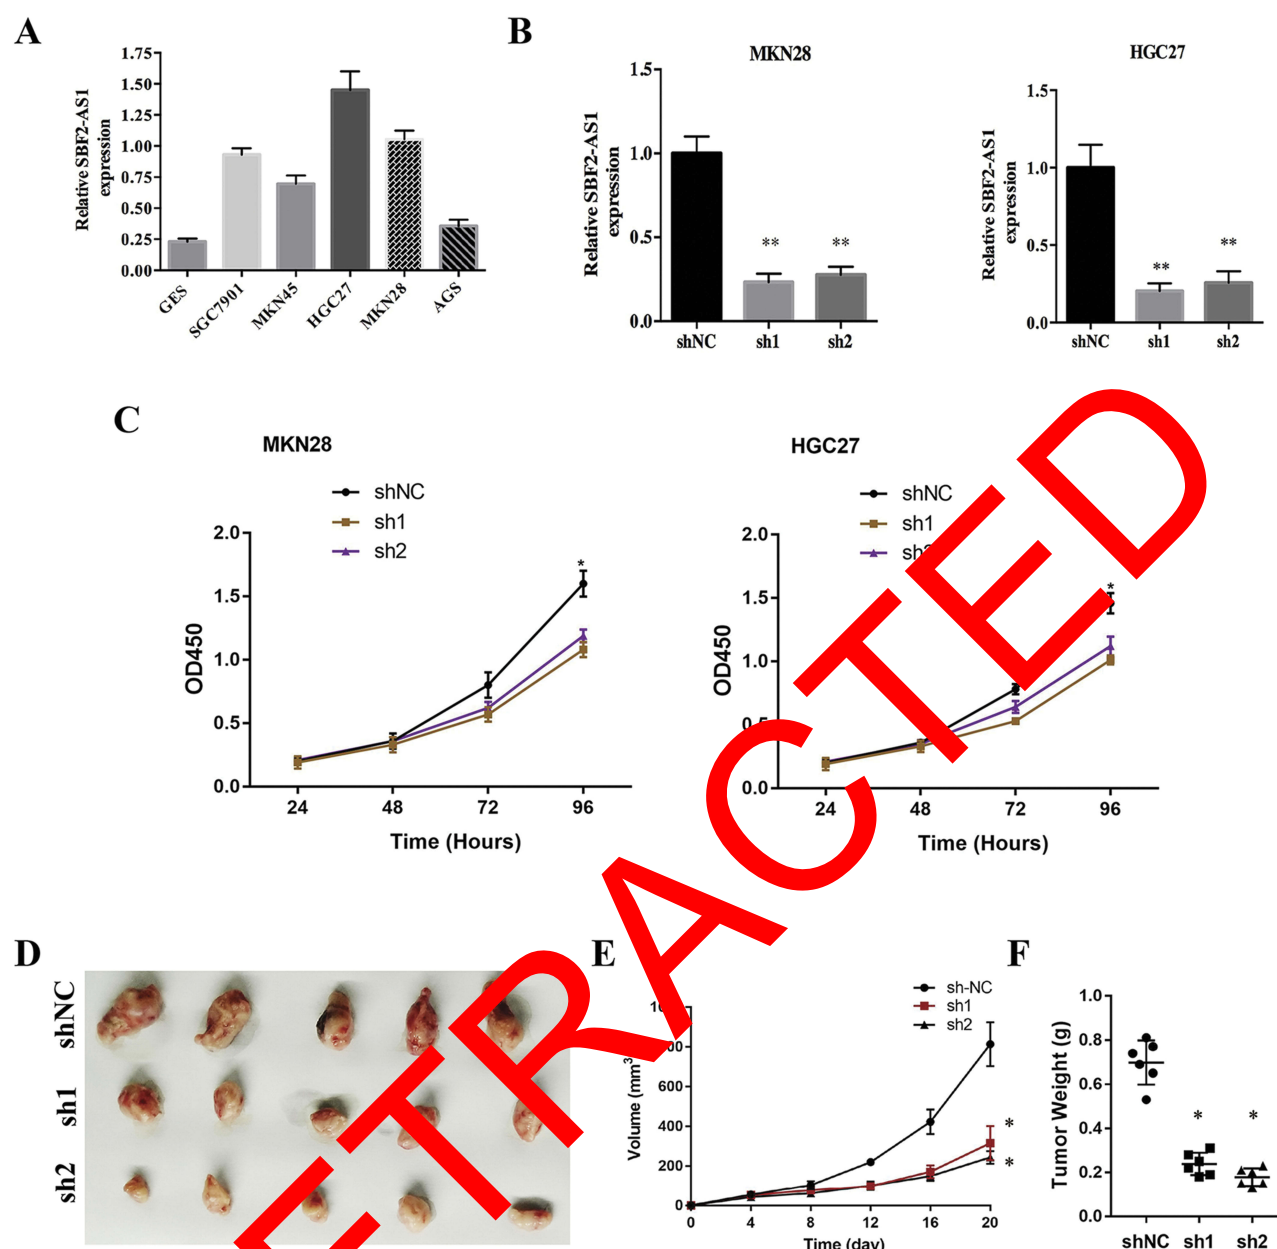 A
Relative SBF2-AS1
expression
1.75
1.50
1.25
1.00
0.75
0.50
0.25
0.00
GES
SGC7901
MKN45
HGC27
MKN28
AGS
B
MKN28
Relative SBF2-AS1
expression
1.5
1.0
0.5
0.0
**
**
shNC
sh1
sh2
HGC27
Relative SBF2-AS1
expression
1.5
1.0
0.5
0.0
**
**
shNC
sh1
sh2
C
MKN28
shNC
sh1
sh2
OD450
2.0
1.5
1.0
0.5
0.0
*
24
48
72
96
Time (Hours)
HGC27
shNC
sh1
OD450
2.0
1.5
1.0
0.5
0.0
*
24
48
72
96
Time (Hours)
D
shNC
sh1
sh2
E
sh-NC
sh1
sh2
Volume (mm3
600
400
200
0
*
*
0
4
8
12
16
20
Time (day)
F
Tumor Weight (g)
1.0
0.8
0.6
0.4
0.2
0.0
*
*
shNC
sh1
sh2
ETRACTED